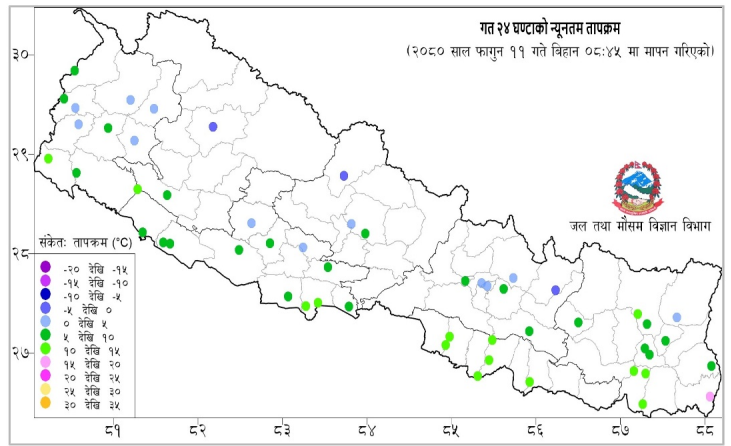 गत २४ घण्टाको न्यूनतम तापक्रम
(२०८० साल फागुन ११ गते बिहान ०८:४५ मा मापन गरिएको)
३०
२९
जल तथा मौसम विज्ञान विभाग
२८
संकेत: तापक्रम (°C)
-२० देखि -१५
-१५ देखि -१०
-१० देखि -५
-५ देखि ०
० देखि ५
५ देखि १०
१० देखि १५
१५ देखि २०
२० देखि २५
२५ देखि ३०
३० देखि ३५
२७
८१ ८२ ८३ ८४ ८५ ८६ ८७ ८८